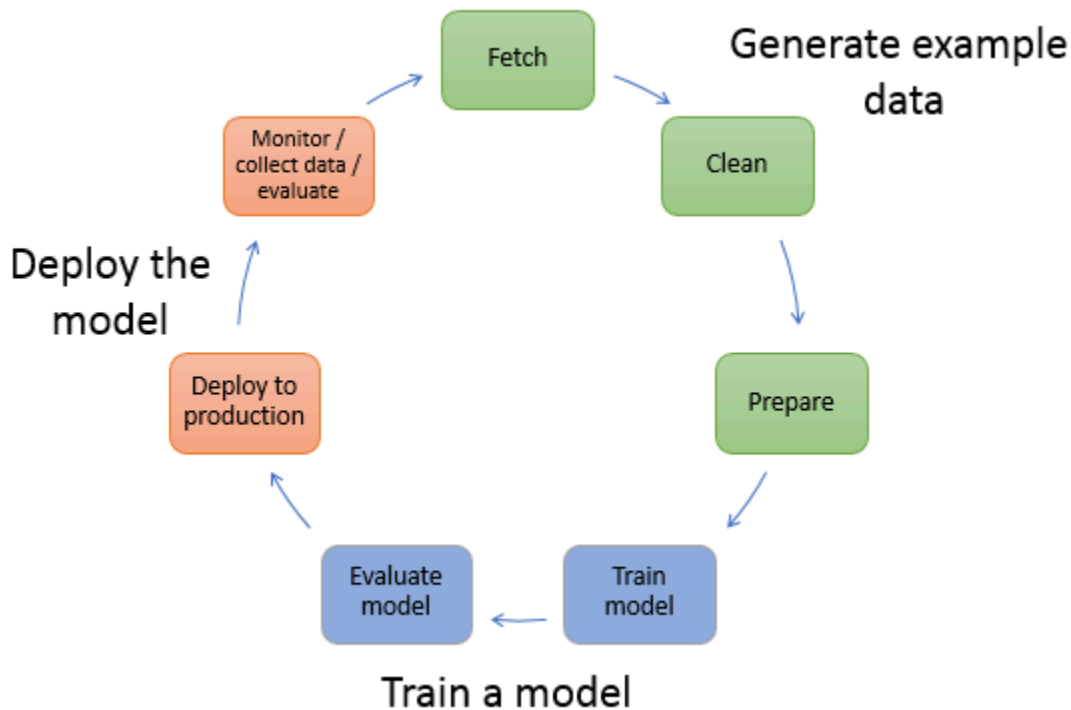 Fetch
Generate example
data
Clean
Prepare
Train
model
Train a model
Evaluate
model
Deploy to
production
Deploy the
model
Monitor /
collect data /
evaluate